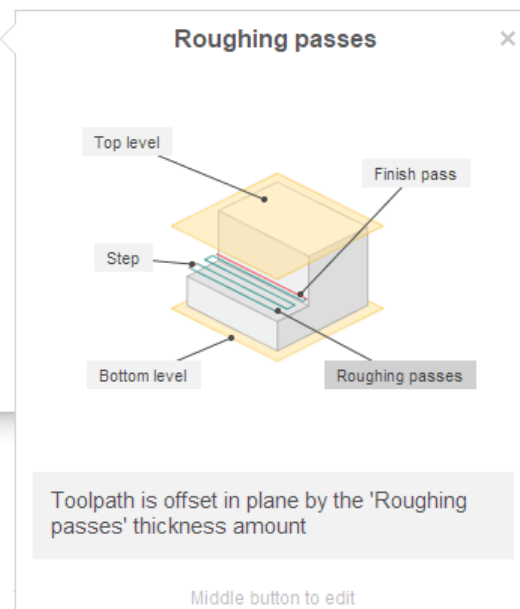 Roughing passes
×
Top level
Finish pass
Step
Bottom level
Roughing passes
Toolpath is offset in plane by the 'Roughing
passes' thickness amount
Middle button to edit